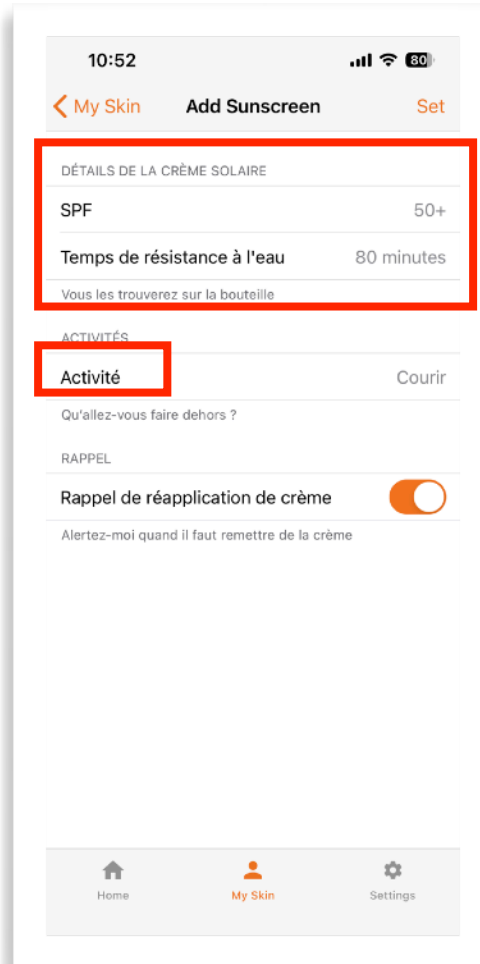 10:52 80
My Skin Add Sunscreen Set
DÉTAILS DE LA CRÈME SOLAIRE
SPF 50+
Temps de résistance à l'eau 80 minutes
Vous les trouverez sur la bouteille
ACTIVITÉS
Activité Courir
Qu'allez-vous faire dehors ?
RAPPEL
Rappel de réapplication de crème
Alertez-moi quand il faut remettre de la crème
Home My Skin Settings